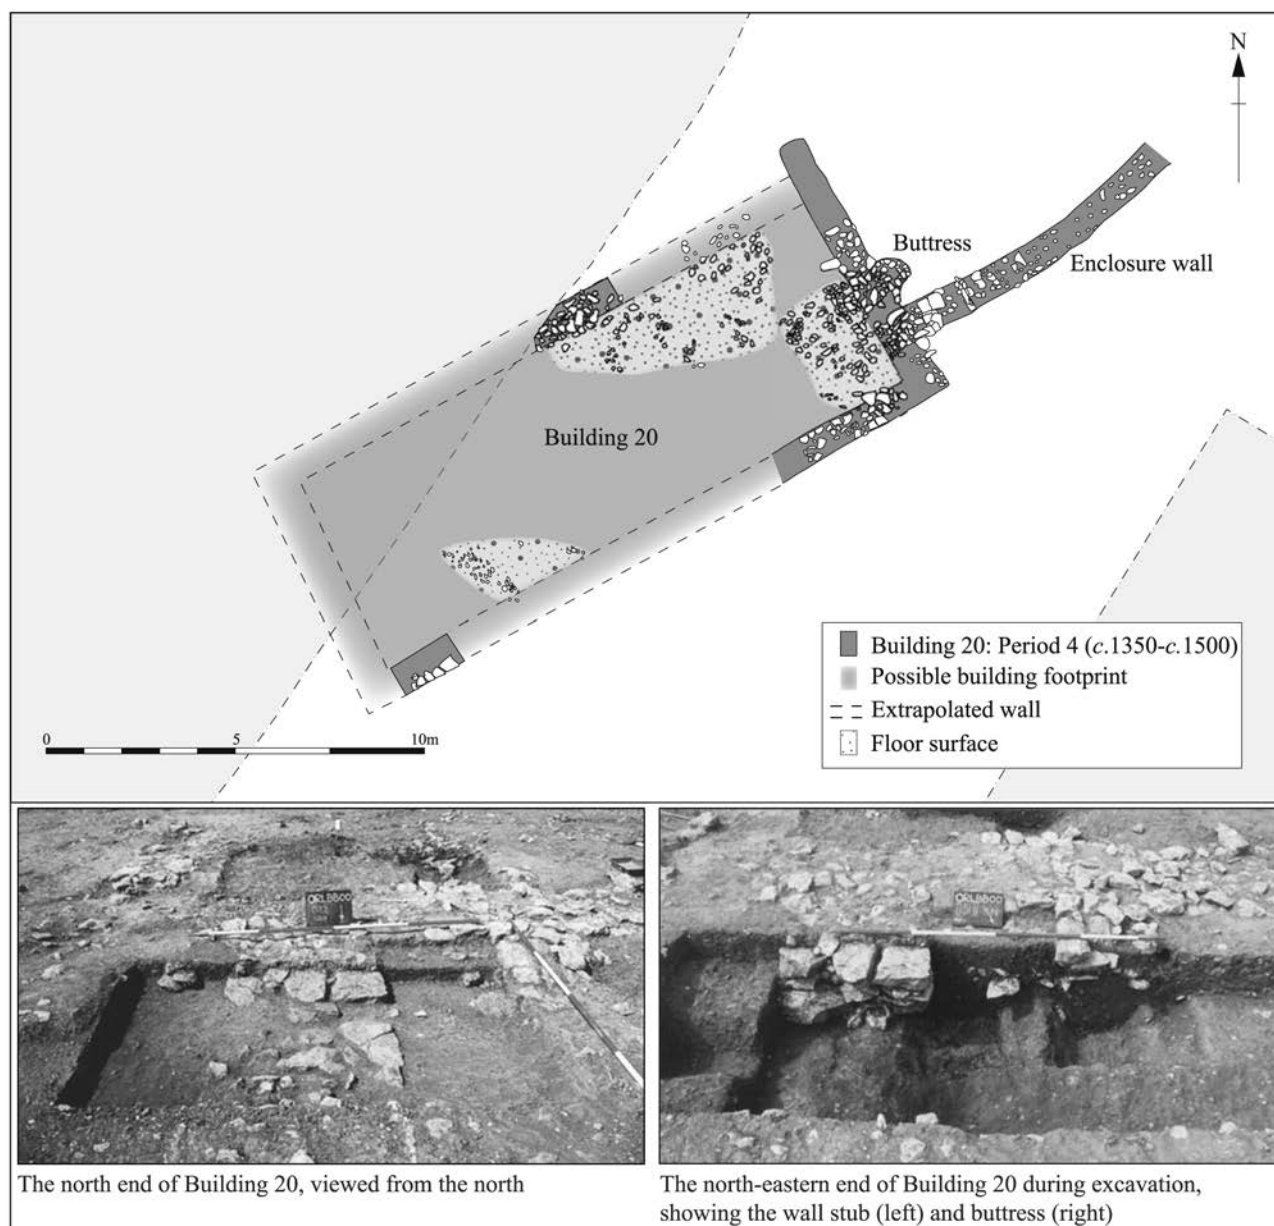 N
Buttress
Enclosure wall
Building 20
Building 20: Period 4 (c.1350-c.1500)
Possible building footprint
Extrapolated wall
Floor surface
0 5 10m
ORLBB00
ORLBB00
The north end of Building 20, viewed from the north
The north-eastern end of Building 20 during excavation,
showing the wall stub (left) and buttress (right)